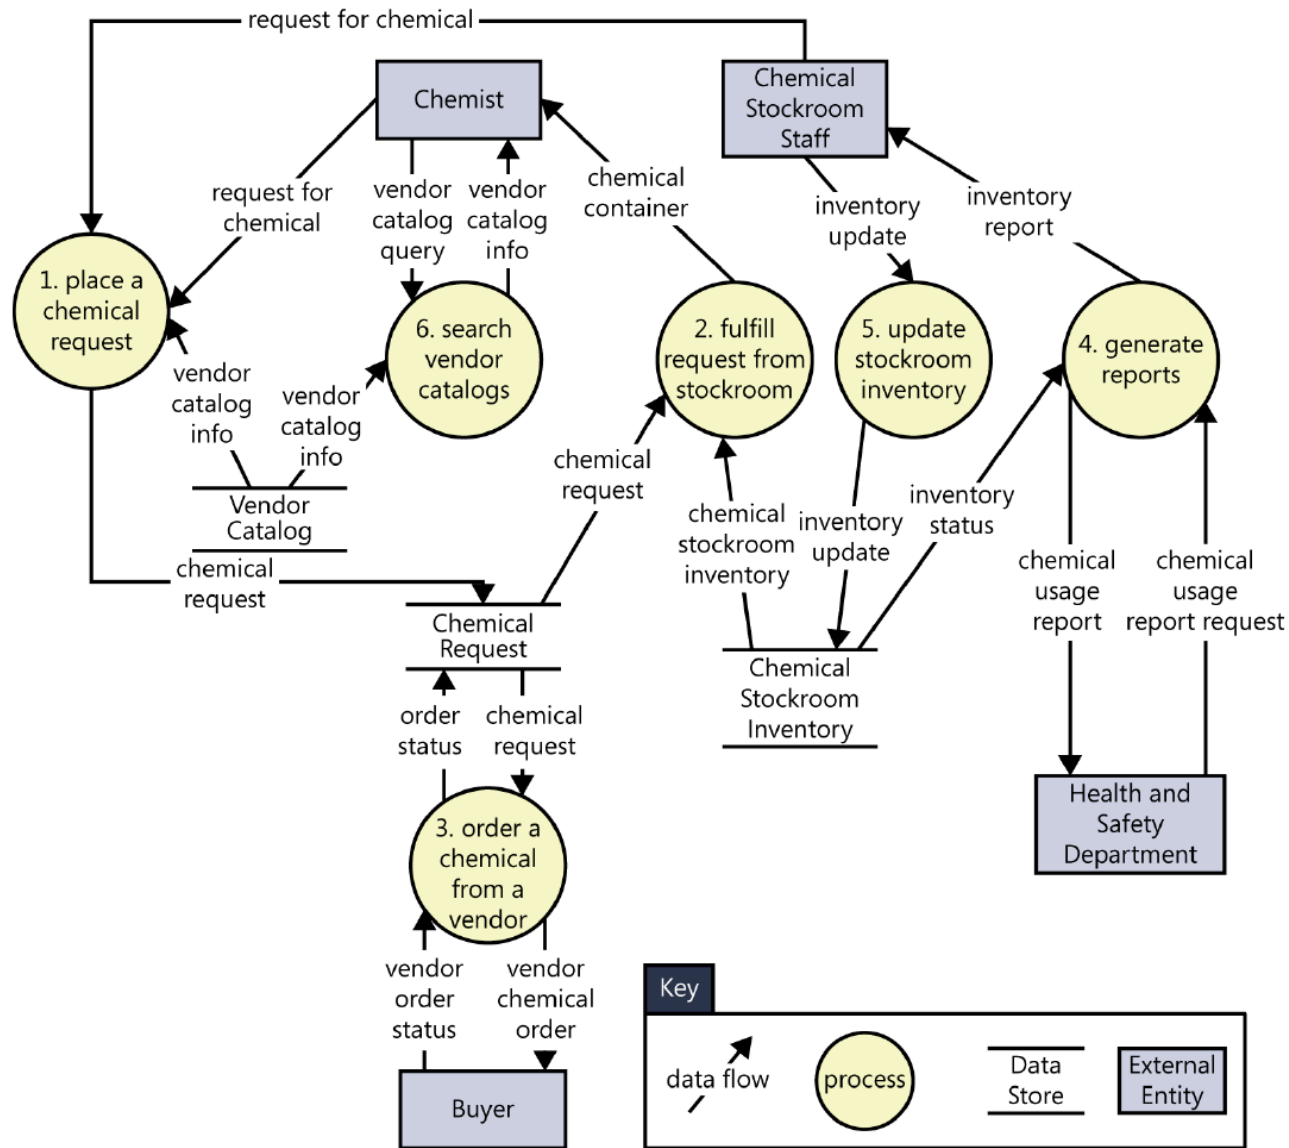 request for chemical
Chemist
Chemical
Stockroom
Staff
request for
chemical
vendor
catalog
query
vendor
catalog
info
chemical
container
inventory
update
inventory
report
1. place a
chemical
request
6. search
vendor
catalogs
2. fulfill
request from
stockroom
5. update
stockroom
inventory
4. generate
reports
vendor
catalog
info
vendor
catalog
info
Vendor
Catalog
chemical
request
chemical
request
chemical
stockroom
inventory
inventory
update
inventory
status
chemical
usage
report
chemical
usage
report request
Chemical
Request
Chemical
Stockroom
Inventory
order
status
chemical
request
Health and
Safety
Department
3. order a
chemical
from a
vendor
vendor
order
status
vendor
chemical
order
Buyer
Key
data flow
process
Data
Store
External
Entity